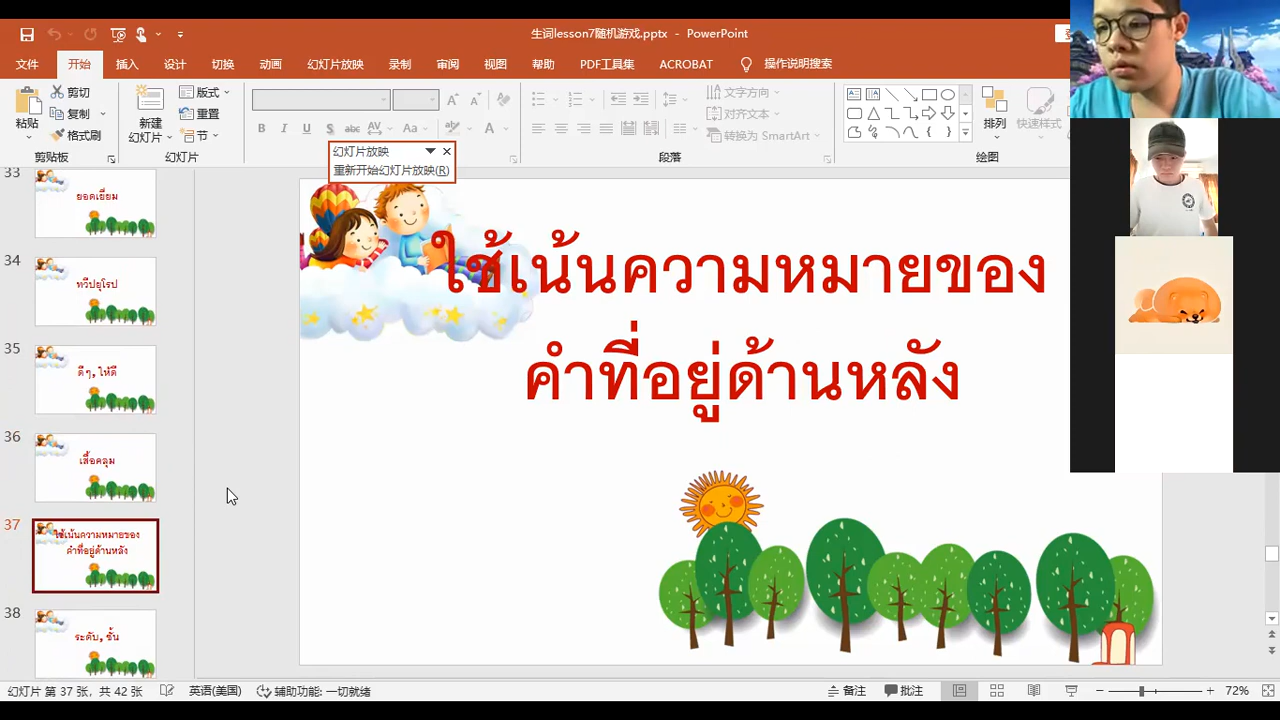 生词lesson7随机游戏.pptx - PowerPoint
文件 开始 插入 设计 切换 动画 幻灯片放映 录制 审阅 视图 帮助 PDF工具集 ACROBAT 操作说明搜索
粘贴
剪切
复制
格式刷
剪贴板
新建
幻灯片
版式
重置
节
幻灯片
B I U S abc AV Aa A
文字方向
对齐文本
转换为 SmartArt
段落
排列
快速样式
绘图
幻灯片放映
重新开始幻灯片放映(R)
33
ยอดเยี่ยม
34
ทวีปยุโรป
35
ดีๆ, ให้ดี
36
เสื้อคลุม
37
ใช้เน้นความหมายของ
คำที่อยู่ด้านหลัง
38
ระดับ, ชั้น
ใช้เน้นความหมายของ
คำที่อยู่ด้านหลัง
幻灯片 第 37 张，共 42 张 英语(美国) 辅助功能: 一切就绪 备注 批注 72%